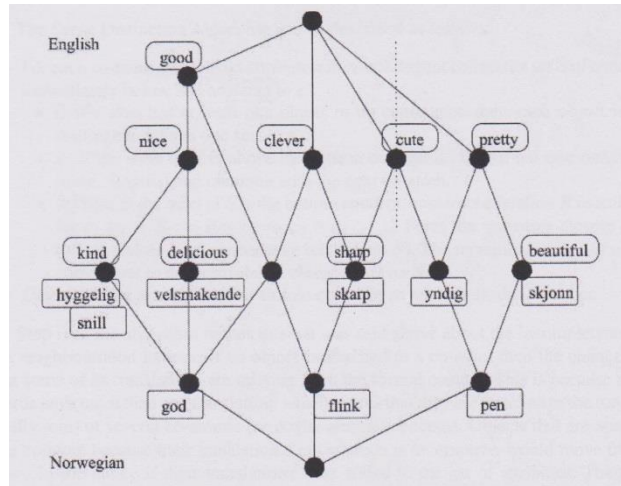 English
good
nice
clever
cute
pretty
kind
delicious
sharp
beautiful
hyggelig
velsmakende
skarp
yndig
skjonn
snill
god
flink
pen
Norwegian